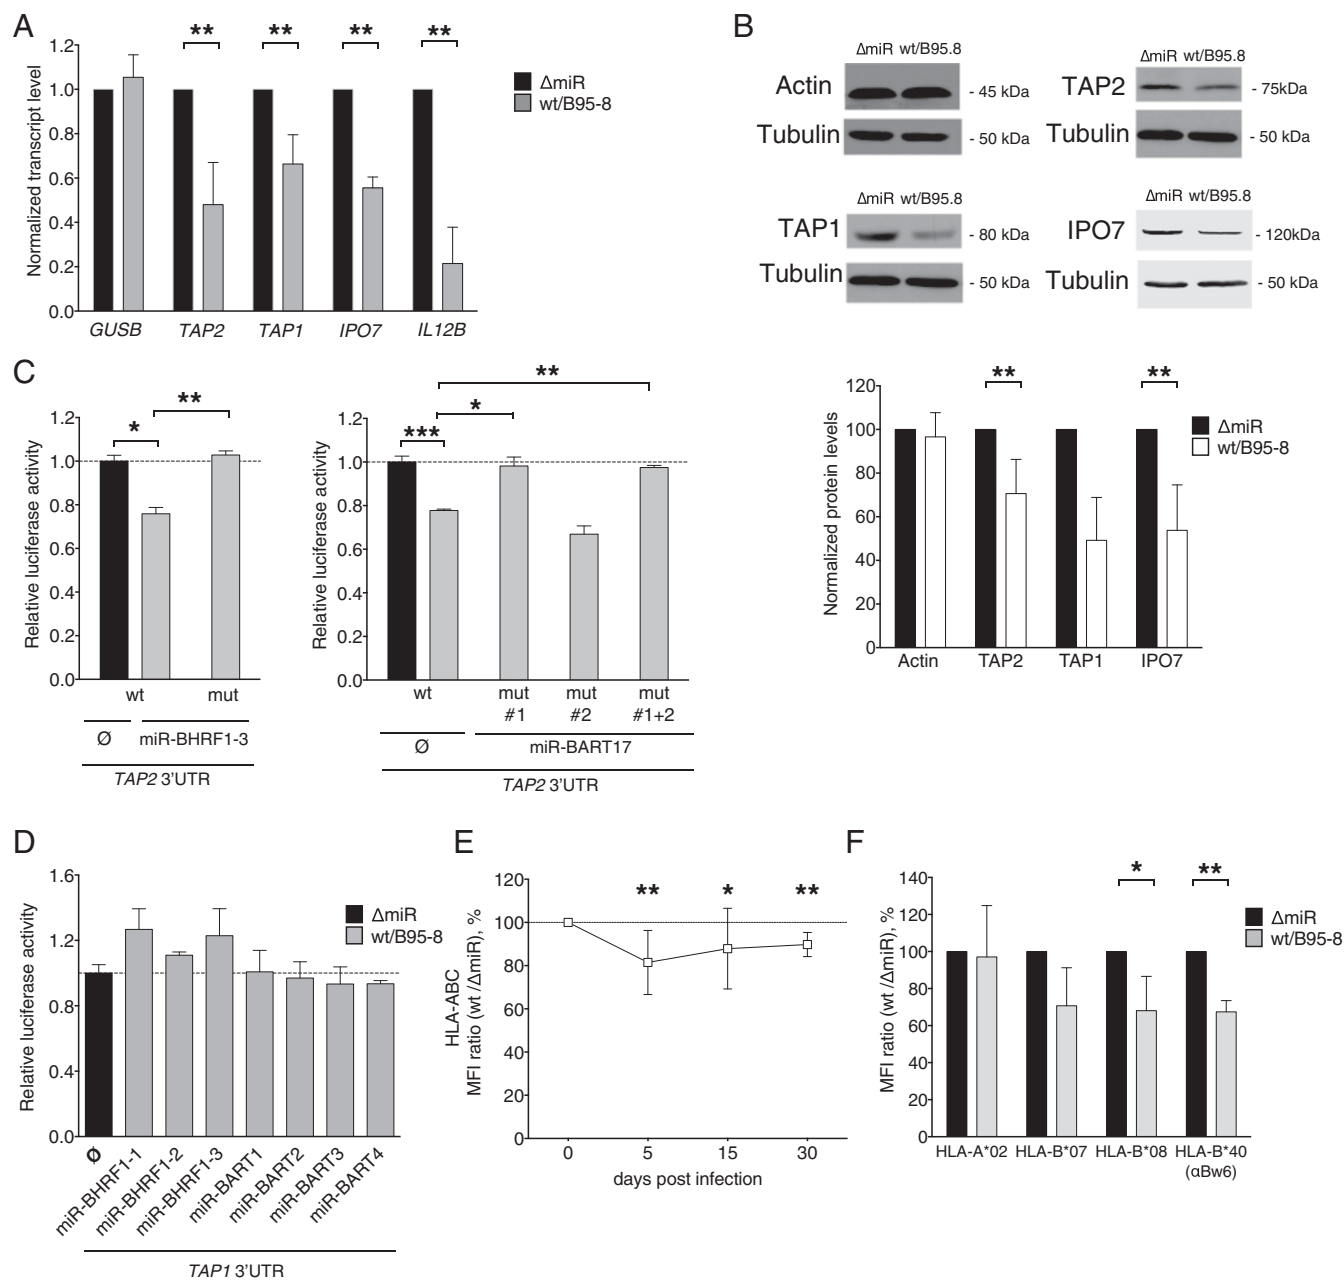 A
** ** ** **
1.2
1.0
0.8
0.6
0.4
0.2
0.0
Normalized transcript level
ΔmiR
wt/B95-8
GUSB TAP2 TAP1 IPO7 IL12B
B
ΔmiR wt/B95.8
Actin - 45 kDa
Tubulin - 50 kDa
ΔmiR wt/B95.8
TAP2 - 75kDa
Tubulin - 50 kDa
ΔmiR wt/B95.8
TAP1 - 80 kDa
Tubulin - 50 kDa
ΔmiR wt/B95.8
IPO7 - 120kDa
Tubulin - 50 kDa
** **
120
100
80
60
40
20
0
Normalized protein levels
ΔmiR
wt/B95-8
Actin TAP2 TAP1 IPO7
C
**
*
1.2
1.0
0.8
0.6
0.4
0.2
0.0
Relative luciferase activity
wt mut
Ø miR-BHRF1-3
TAP2 3'UTR
**
*
***
1.2
1.0
0.8
0.6
0.4
0.2
0.0
Relative luciferase activity
wt mut mut mut
#1 #2 #1+2
Ø miR-BART17
TAP2 3'UTR
D
1.6
1.2
0.8
0.4
0.0
Relative luciferase activity
ΔmiR
wt/B95-8
Ø
miR-BHRF1-1
miR-BHRF1-2
miR-BHRF1-3
miR-BART1
miR-BART2
miR-BART3
miR-BART4
TAP1 3'UTR
E
** * **
120
100
80
60
40
20
0
HLA-ABC
MFI ratio (wt /ΔmiR), %
0 5 15 30
days post infection
F
* **
140
120
100
80
60
40
20
0
MFI ratio (wt /ΔmiR), %
ΔmiR
wt/B95-8
HLA-A*02 HLA-B*07 HLA-B*08 HLA-B*40
(αBw6)